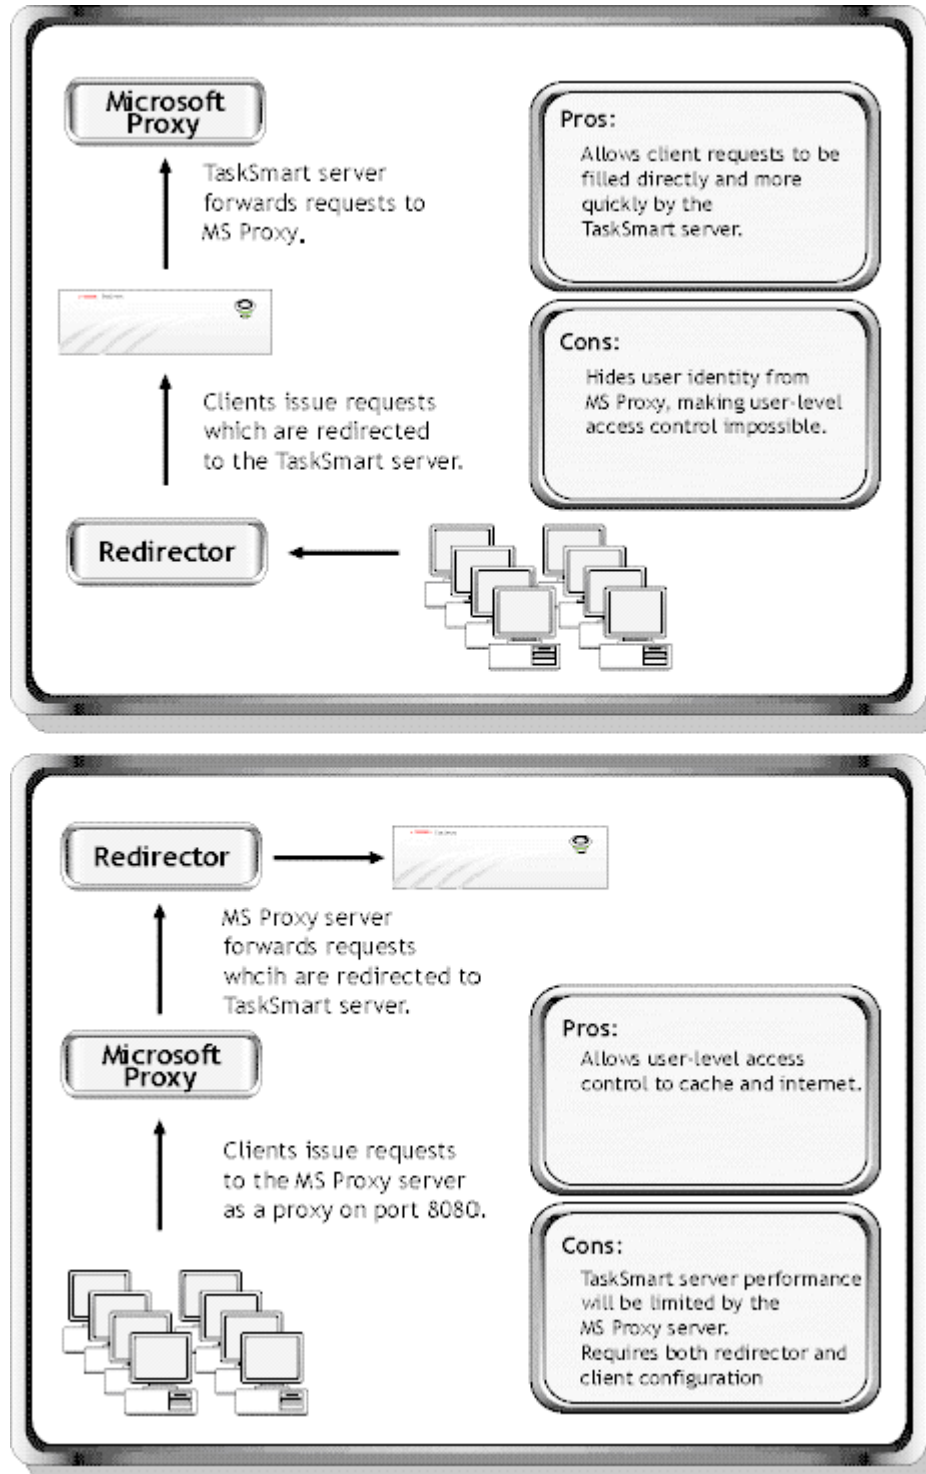 Microsoft
Proxy
TaskSmart server
forwards requests to
MS Proxy.
Clients issue requests
which are redirected
to the TaskSmart server.
Redirector
Pros:
Allows client requests to be
filled directly and more
quickly by the
TaskSmart server.
Cons:
Hides user identity from
MS Proxy, making user-level
access control impossible.
Redirector
MS Proxy server
forwards requests
whcih are redirected to
TaskSmart server.
Microsoft
Proxy
Clients issue requests
to the MS Proxy server
as a proxy on port 8080.
Pros:
Allows user-level access
control to cache and internet.
Cons:
TaskSmart server performance
will be limited by the
MS Proxy server.
Requires both redirector and
client configuration